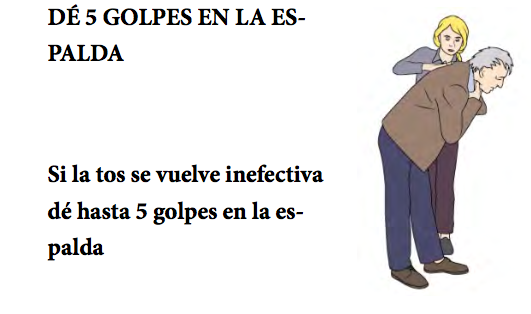 DÉ 5 GOLPES EN LA ES-
PALDA
Si la tos se vuelve inefectiva
dé hasta 5 golpes en la es-
palda